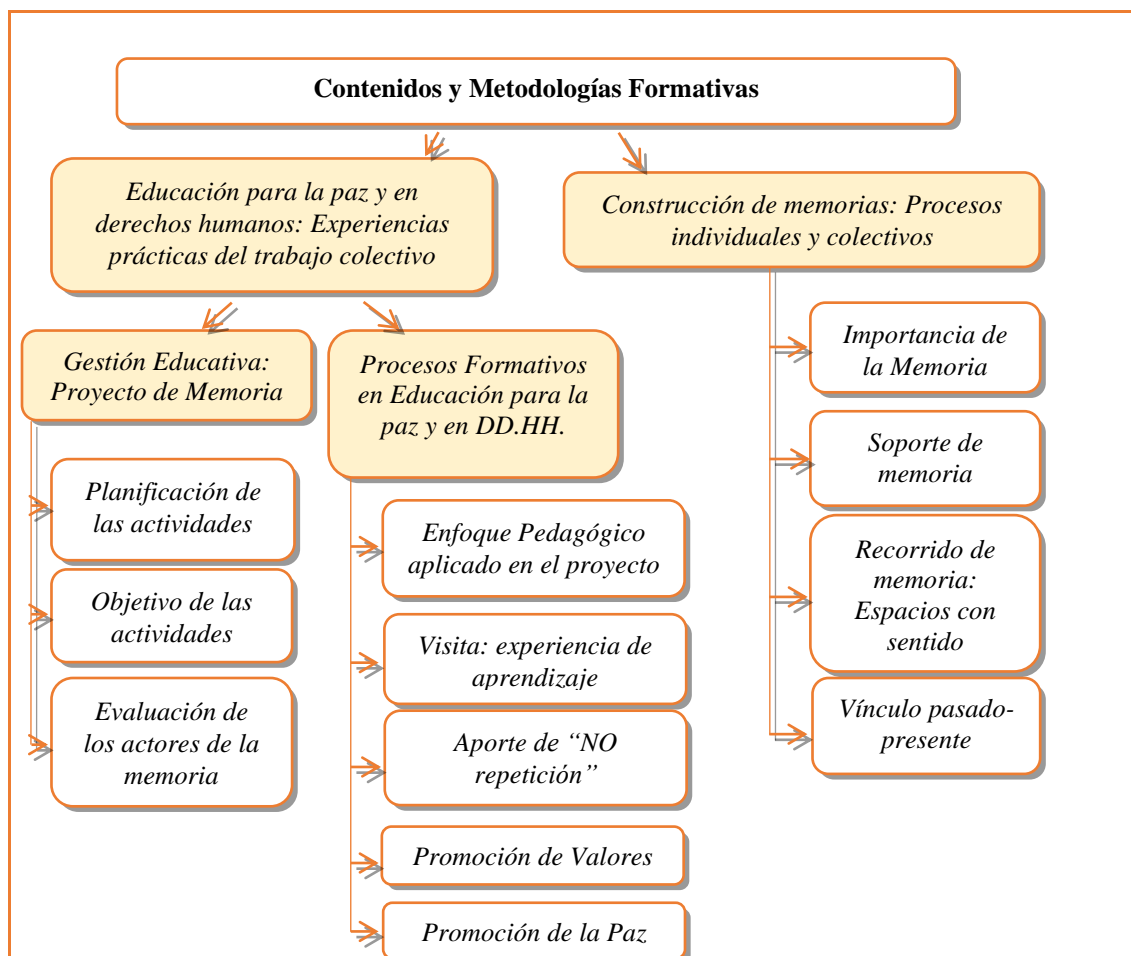 Contenidos y Metodologías Formativas
Educación para la paz y en
derechos humanos: Experiencias
prácticas del trabajo colectivo
Construcción de memorias: Procesos
individuales y colectivos
Gestión Educativa:
Proyecto de Memoria
Planificación de
las actividades
Objetivo de las
actividades
Evaluación de
los actores de la
memoria
Procesos Formativos
en Educación para la
paz y en DD.HH.
Enfoque Pedagógico
aplicado en el proyecto
Visita: experiencia de
aprendizaje
Aporte de “NO
repetición”
Promoción de Valores
Promoción de la Paz
Importancia de
la Memoria
Soporte de
memoria
Recorrido de
memoria:
Espacios con
sentido
Vínculo pasado-
presente